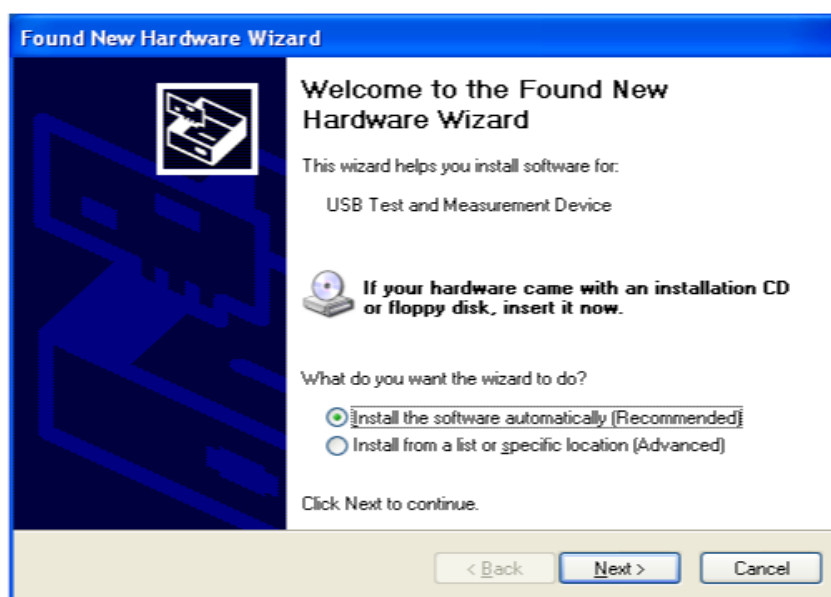 Found New Hardware Wizard
Welcome to the Found New
Hardware Wizard
This wizard helps you install software for:
USB Test and Measurement Device
If your hardware came with an installation CD
or floppy disk, insert it now.
What do you want the wizard to do?
Install the software automatically (Recommended)
Install from a list or specific location (Advanced)
Click Next to continue.
< Back Next > Cancel